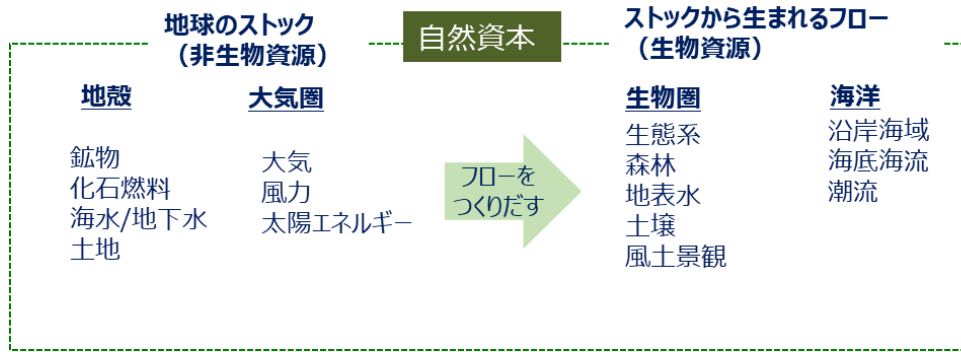 地球のストック
（非生物資源）
自然資本
ストックから生まれるフロー
（生物資源）
地殻
鉱物
化石燃料
海水/地下水
土地
大気圏
大気
風力
太陽エネルギー
フローを
つくりだす
生物圏
生態系
森林
地表水
土壌
風土景観
海洋
沿岸海域
海底海流
潮流